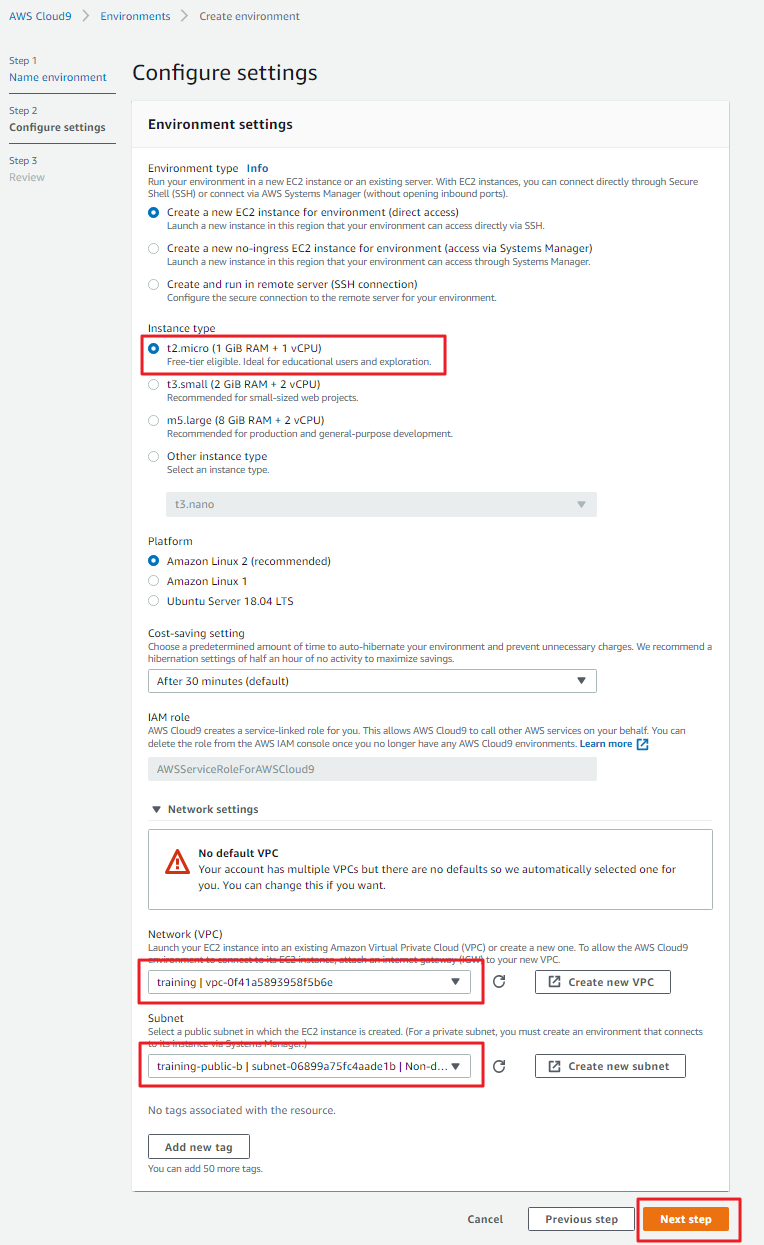 AWS Cloud9 > Environments > Create environment
Step 1
Name environment
Step 2
Configure settings
Step 3
Review
Configure settings
Environment settings
Environment type Info
Run your environment in a new EC2 instance or an existing server. With EC2 instances, you can connect directly through Secure
Shell (SSH) or connect via AWS Systems Manager (without opening inbound ports).
Create a new EC2 instance for environment (direct access)
Launch a new instance in this region that your environment can access directly via SSH.
Create a new no-ingress EC2 instance for environment (access via Systems Manager)
Launch a new instance in this region that your environment can access through Systems Manager.
Create and run in remote server (SSH connection)
Configure the secure connection to the remote server for your environment.
Instance type
t2.micro (1 GiB RAM + 1 vCPU)
Free-tier eligible. Ideal for educational users and exploration.
t3.small (2 GiB RAM + 2 vCPU)
Recommended for small-sized web projects.
m5.large (8 GiB RAM + 2 vCPU)
Recommended for production and general-purpose development.
Other instance type
Select an instance type.
t3.nano
Platform
Amazon Linux 2 (recommended)
Amazon Linux 1
Ubuntu Server 18.04 LTS
Cost-saving setting
Choose a predetermined amount of time to auto-hibernate your environment and prevent unnecessary charges. We recommend a
hibernation settings of half an hour of no activity to maximize savings.
After 30 minutes (default)
IAM role
AWS Cloud9 creates a service-linked role for you. This allows AWS Cloud9 to call other AWS services on your behalf. You can
delete the role from the AWS IAM console once you no longer have any AWS Cloud9 environments. Learn more
AWSServiceRoleForAWSCloud9
Network settings
No default VPC
Your account has multiple VPCs but there are no defaults so we automatically selected one for
you. You can change this if you want.
Network (VPC)
Launch your EC2 instance into an existing Amazon Virtual Private Cloud (VPC) or create a new one. To allow the AWS Cloud9
environment to connect to its EC2 instance, attach an internet gateway (IGW) to your new VPC.
training | vpc-0f41a5893958f5b6e
Create new VPC
Subnet
Select a public subnet in which the EC2 instance is created. (For a private subnet, you must create an environment that connects
to its instance via Systems Manager.)
training-public-b | subnet-06899a75fc4aade1b | Non-d...
Create new subnet
No tags associated with the resource.
Add new tag
You can add 50 more tags.
Cancel
Previous step
Next step